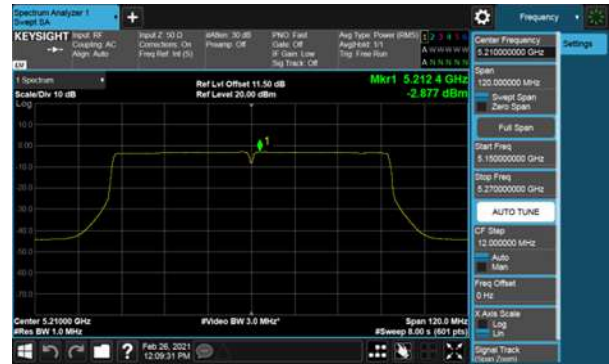 Spectrum Analyzer 1
Swept SA
Frequency
KEYSIGHT
Input: RF
Coupling: AC
Align: Auto
Input Z: 50 Ω
Corrections: On
Freq Ref: Int (S)
#Atten: 30 dB
Preamp: Off
PNO: Fast
Gate: Off
IF Gain: Low
Sig Track: Off
Avg Type: Power (RMS)
Avg|Hold: 1/1
Trig: Free Run
1 2 3 4 5 6
A W W W W W
A N N N N N
LXI
1 Spectrum
Scale/Div 10 dB
Log
Ref Lvl Offset 11.50 dB
Ref Level 20.00 dBm
Mkr1 5.212 4 GHz
-2.877 dBm
10.0
0.00
-10.0
-20.0
-30.0
-40.0
-50.0
-60.0
-70.0
1
Center 5.21000 GHz
#Res BW 1.0 MHz
#Video BW 3.0 MHz*
Span 120.0 MHz
#Sweep 8.00 s (601 pts)
Feb 26, 2021
12:09:31 PM
Center Frequency
5.210000000 GHz
Settings
Span
120.000000 MHz
Swept Span
Zero Span
Full Span
Start Freq
5.150000000 GHz
Stop Freq
5.270000000 GHz
AUTO TUNE
CF Step
12.000000 MHz
Auto
Man
Freq Offset
0 Hz
X Axis Scale
Log
Lin
Signal Track
(Span Zoom)